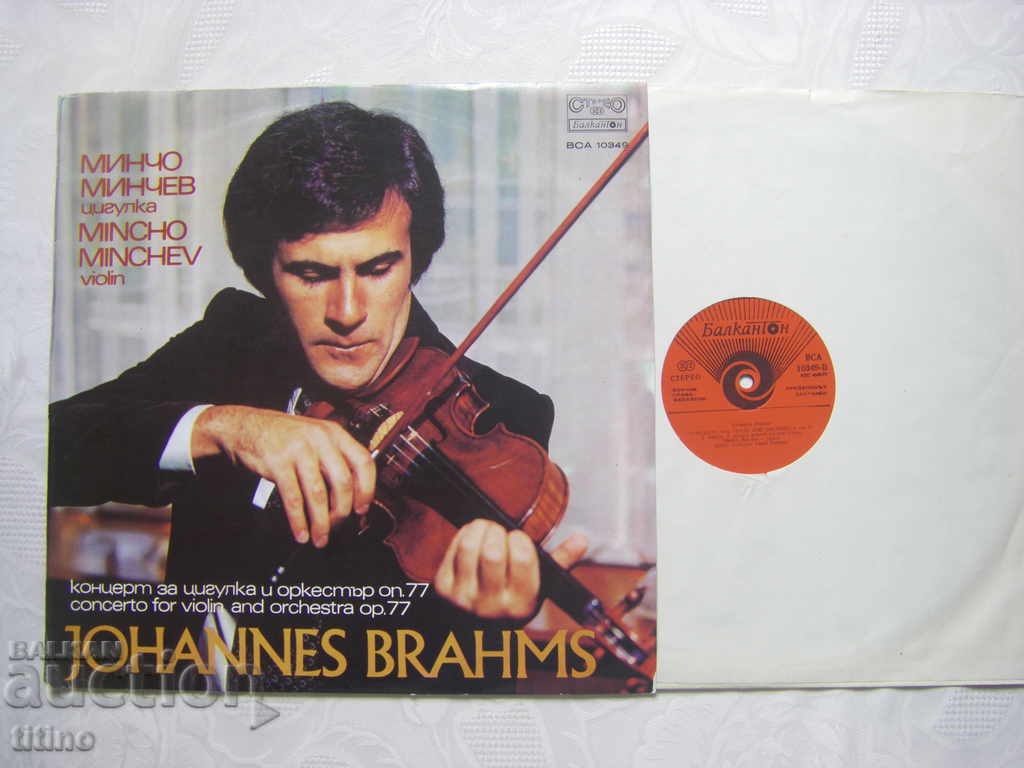 МИНЧО
МИНЧЕВ
цигулка
MINCHO
MINCHEV
violin
СТЕРЕО
Балкантон
ВСА 10349
концерт за цигулка и оркестър оп.77
concerto for violin and orchestra op.77
JOHANNES BRAHMS
Балкантон
СТЕРЕО
ВСА
BALKAN
auction
titino